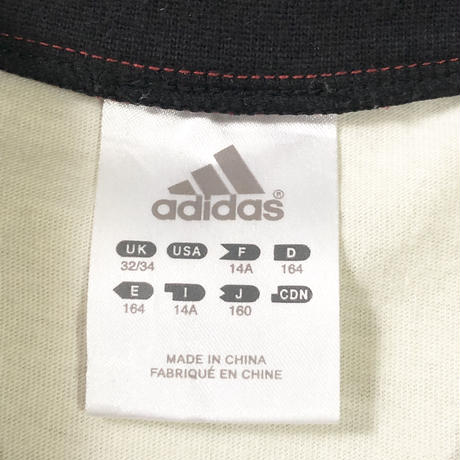 adidas®
UK USA F D
32/34 14A 164
E I J CDN
164 14A 160
MADE IN CHINA
FABRIQUÉ EN CHINE